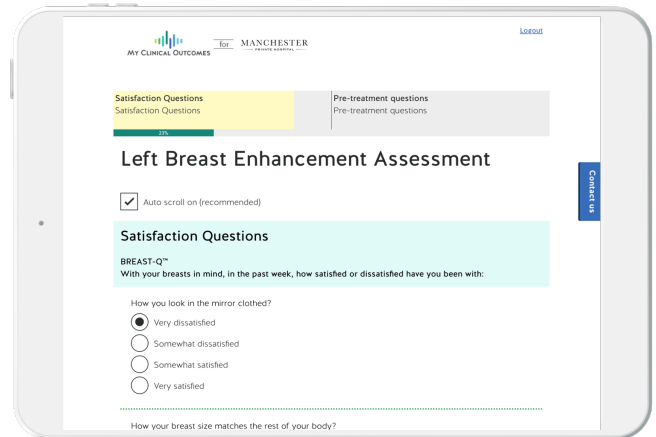 Logout
MY CLINICAL OUTCOMES for MANCHESTER
PRIVATE HOSPITAL
Satisfaction Questions
Satisfaction Questions
Pre-treatment questions
Pre-treatment questions
23%
Left Breast Enhancement Assessment
Auto scroll on (recommended)
Contact us
Satisfaction Questions
BREAST-Q™
With your breasts in mind, in the past week, how satisfied or dissatisfied have you been with:
How you look in the mirror clothed?
Very dissatisfied
Somewhat dissatisfied
Somewhat satisfied
Very satisfied
How your breast size matches the rest of your body?